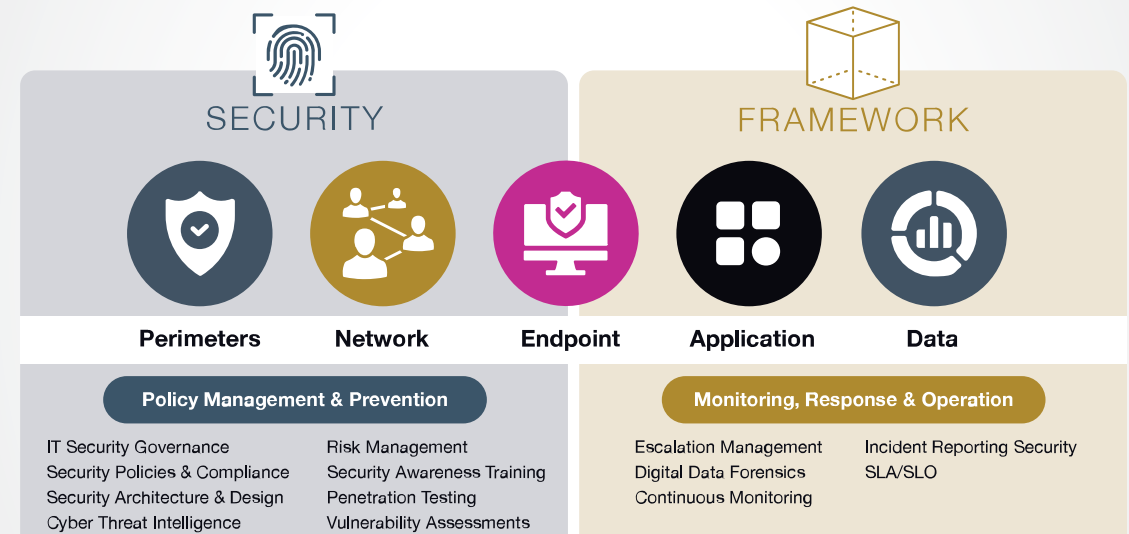 SECURITY
FRAMEWORK
Perimeters
Network
Endpoint
Application
Data
Policy Management & Prevention
IT Security Governance
Security Policies & Compliance
Security Architecture & Design
Cyber Threat Intelligence
Risk Management
Security Awareness Training
Penetration Testing
Vulnerability Assessments
Monitoring, Response & Operation
Escalation Management
Digital Data Forensics
Continuous Monitoring
Incident Reporting Security
SLA/SLO